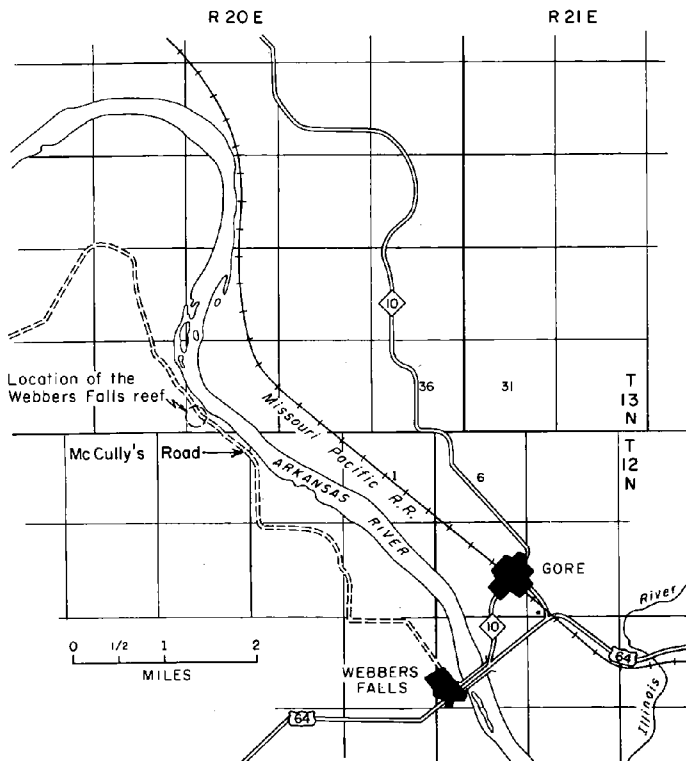 R 20 E
R 21 E
10
36
31
T
13
N
Location of the
Webbers Falls reef
Missouri Pacific R.R.
McCully's Road
T
12
N
1
6
ARKANSAS RIVER
GORE
River
10
0 1/2 1 2
MILES
WEBBERS
FALLS
64
64
Illinois